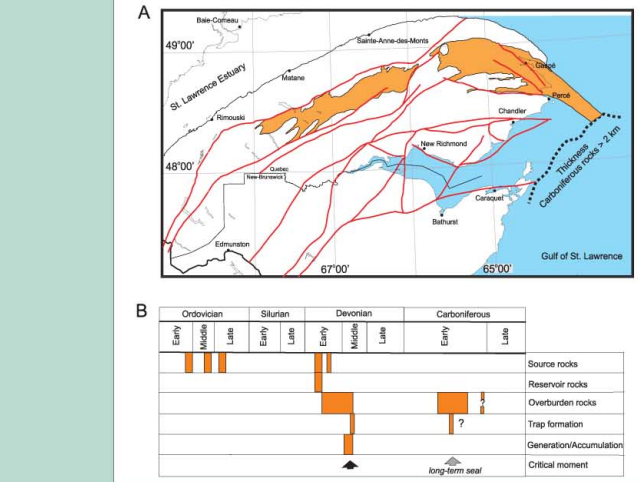 A
Baie-Comeau
49°00'
Sainte-Anne-des-Monts
St. Lawrence Estuary
Matane
Gaspé
Percé
Rimouski
Chandler
New Richmond
48°00'
Quebec
New-Brunswick
Thickness
Carboniferous rocks > 2 km
Caraquet
Bathurst
Edmunston
67°00'
65°00'
Gulf of St. Lawrence
B
Ordovician Silurian Devonian Carboniferous
Early Middle Late Early Late Early Middle Late Early Late
Source rocks
Reservoir rocks
? Overburden rocks
? Trap formation
Generation/Accumulation
Critical moment
long-term seal